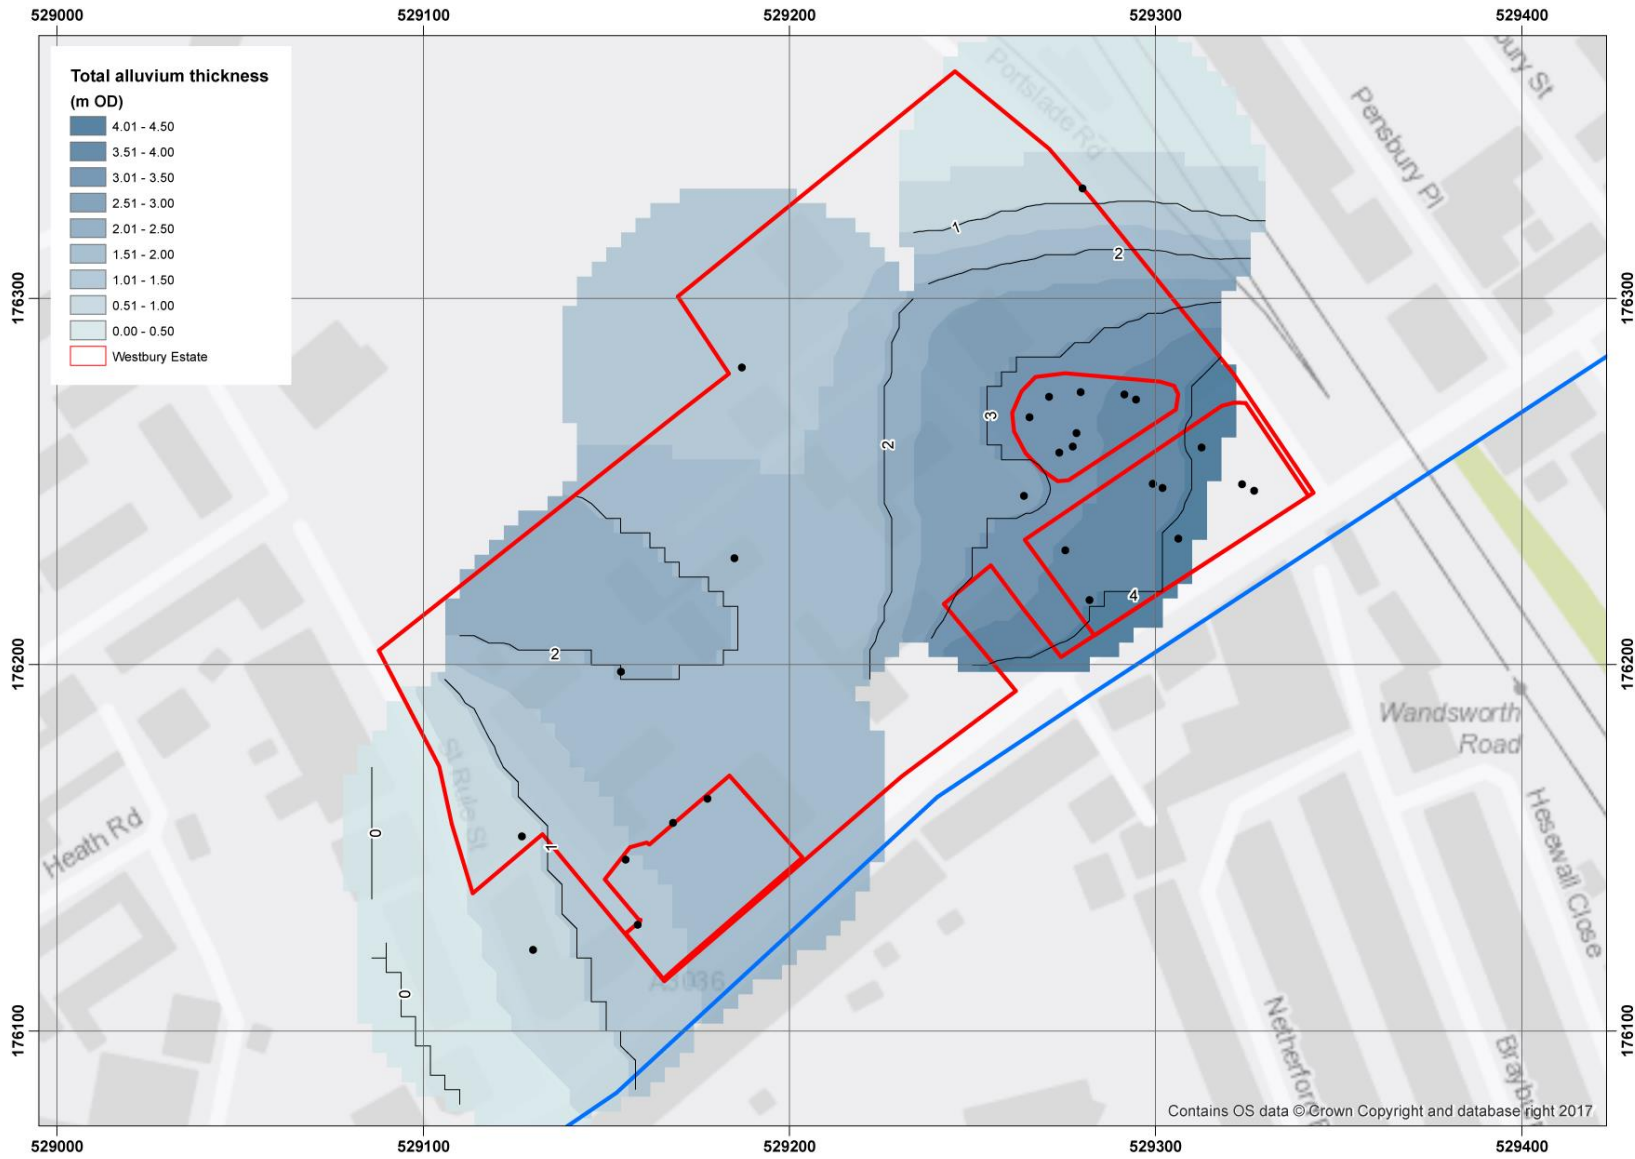 529000
529100
529200
529300
529400
Total alluvium thickness
(m OD)
4.01 - 4.50
3.51 - 4.00
3.01 - 3.50
2.51 - 3.00
2.01 - 2.50
1.51 - 2.00
1.01 - 1.50
0.51 - 1.00
0.00 - 0.50
Westbury Estate
Portslade Rd
Pensbury Pl
bury St
1
2
176300
176300
3
2
4
2
176200
176200
Wandsworth
Road
St Rule St
Heath Rd
0
1
Hesewall Close
A3036
0
176100
176100
Netherford R
Braybur
Contains OS data © Crown Copyright and database right 2017
529000
529100
529200
529300
529400